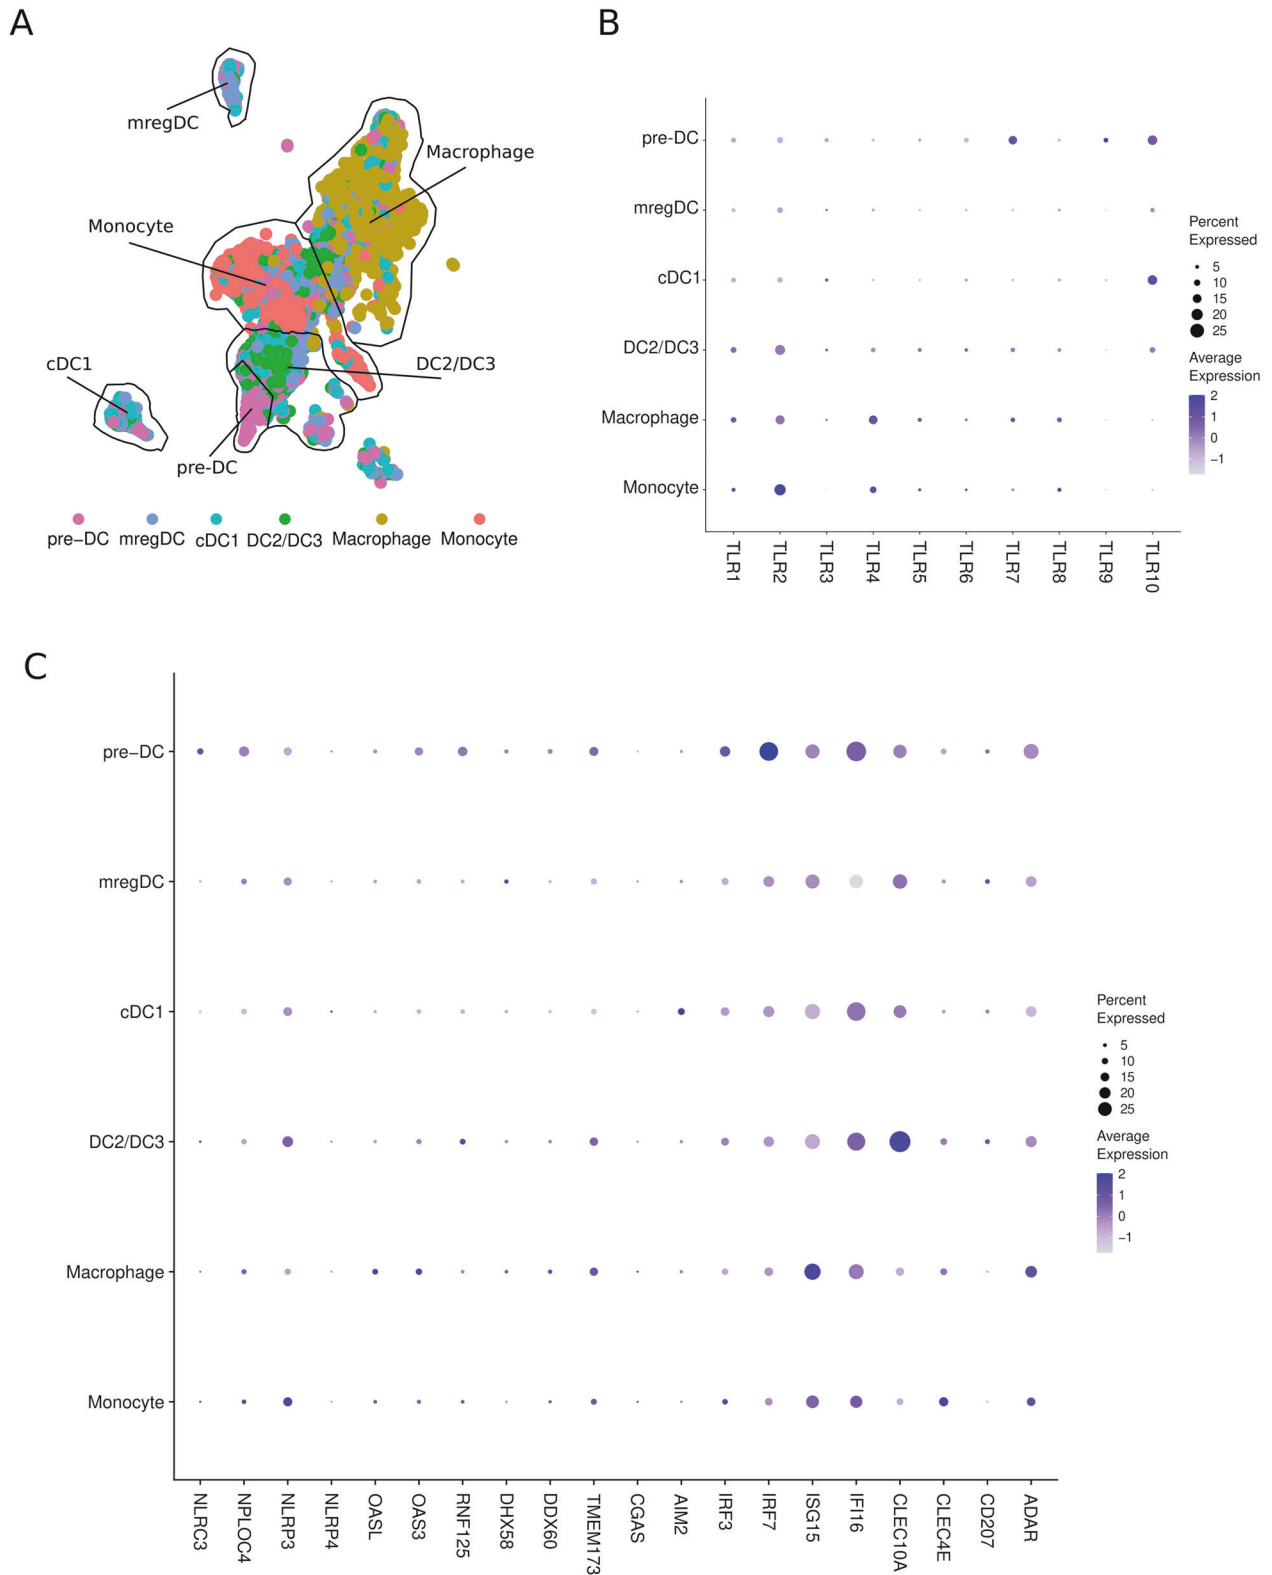 A
mregDC
Macrophage
Monocyte
cDC1
DC2/DC3
pre-DC
pre–DC mregDC cDC1 DC2/DC3 Macrophage Monocyte
B
pre-DC
mregDC
cDC1
DC2/DC3
Macrophage
Monocyte
TLR1 TLR2 TLR3 TLR4 TLR5 TLR6 TLR7 TLR8 TLR9 TLR10
Percent
Expressed
5
10
15
20
25
Average
Expression
2
1
0
−1
C
pre–DC
mregDC
cDC1
DC2/DC3
Macrophage
Monocyte
NLRC3 NPLOC4 NLRP3 NLRP4 OASL OAS3 RNF125 DHX58 DDX60 TMEM173 CGAS AIM2 IRF3 IRF7 ISG15 IFI16 CLEC10A CLEC4E CD207 ADAR
Percent
Expressed
5
10
15
20
25
Average
Expression
2
1
0
−1